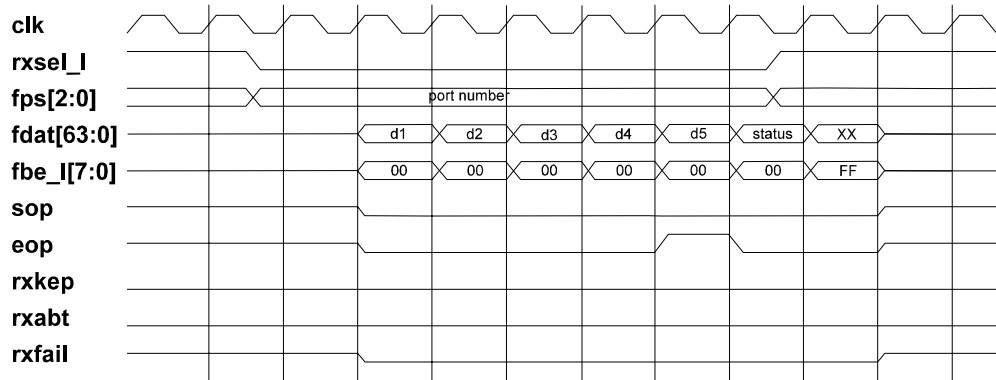 clk
rxsel_l
fps[2:0] port number
fdat[63:0] d1 d2 d3 d4 d5 status XX
fbe_l[7:0] 00 00 00 00 00 00 FF
sop
eop
rxkep
rxabt
rxfail